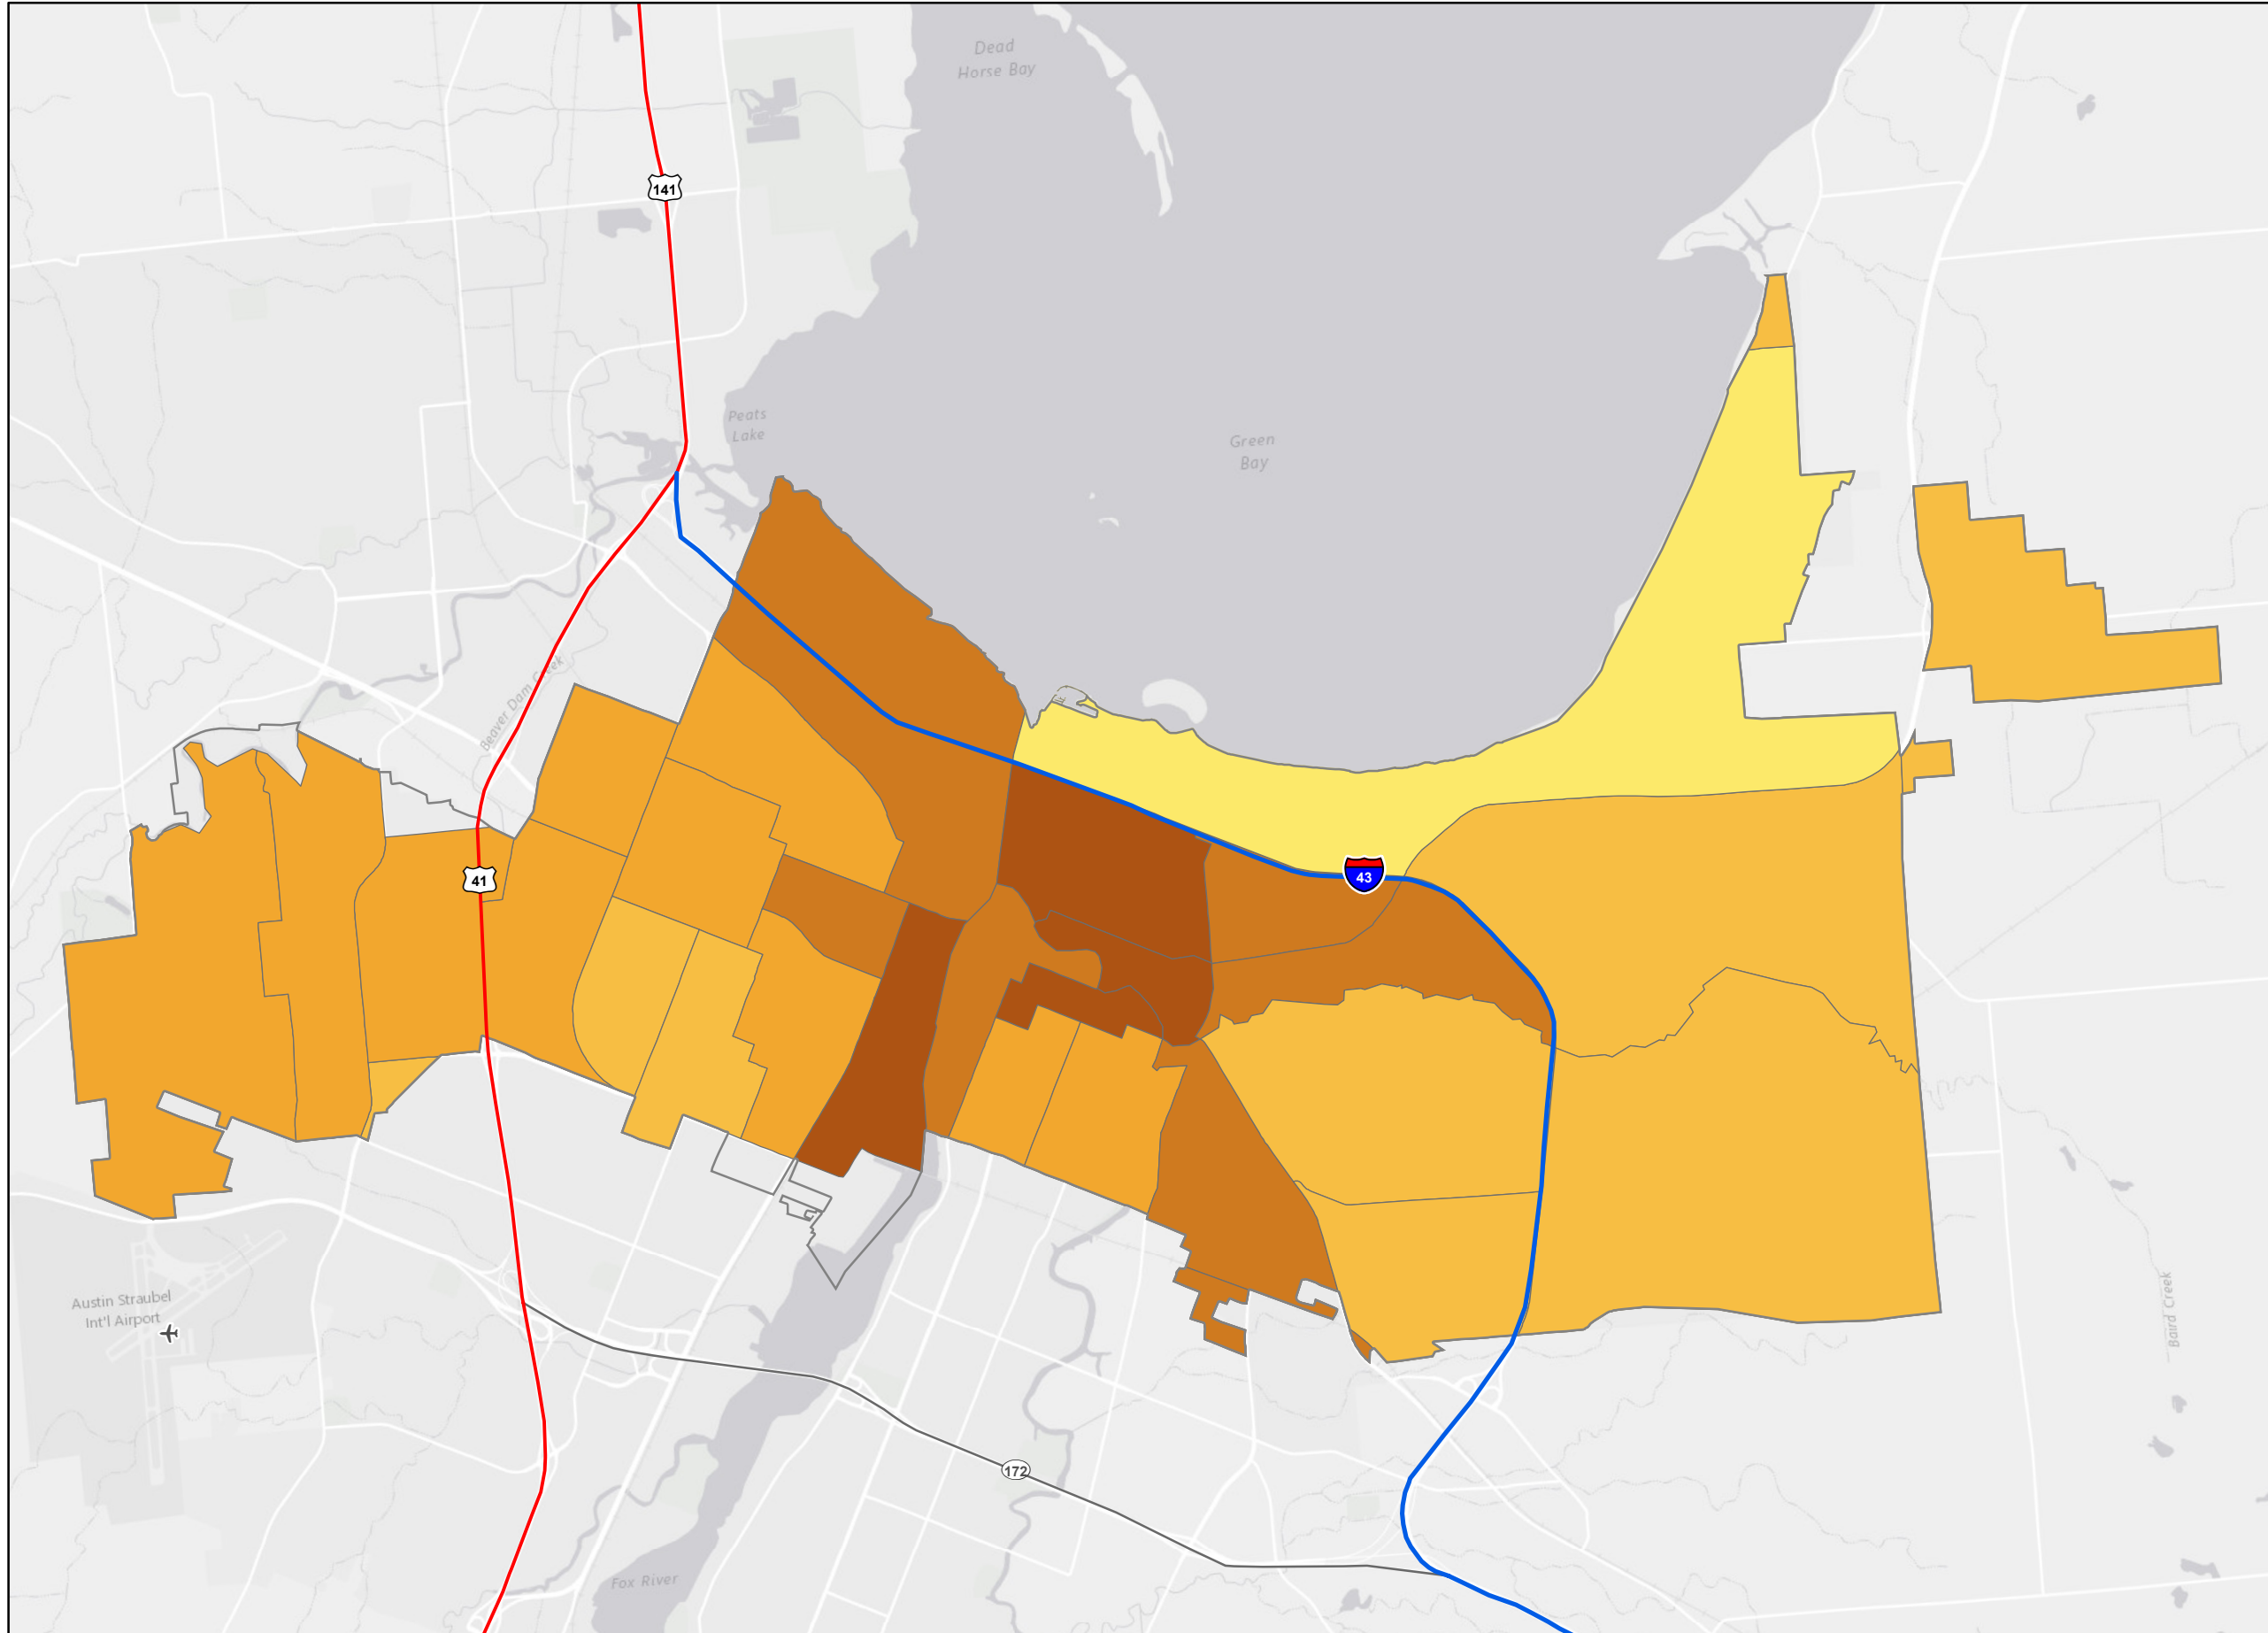 Dead
Horse Bay
141
Peats
Lake
Green
Bay
Beaver Dam Creek
41
43
Austin Straubel
Int'l Airport
Baird Creek
172
Fox River